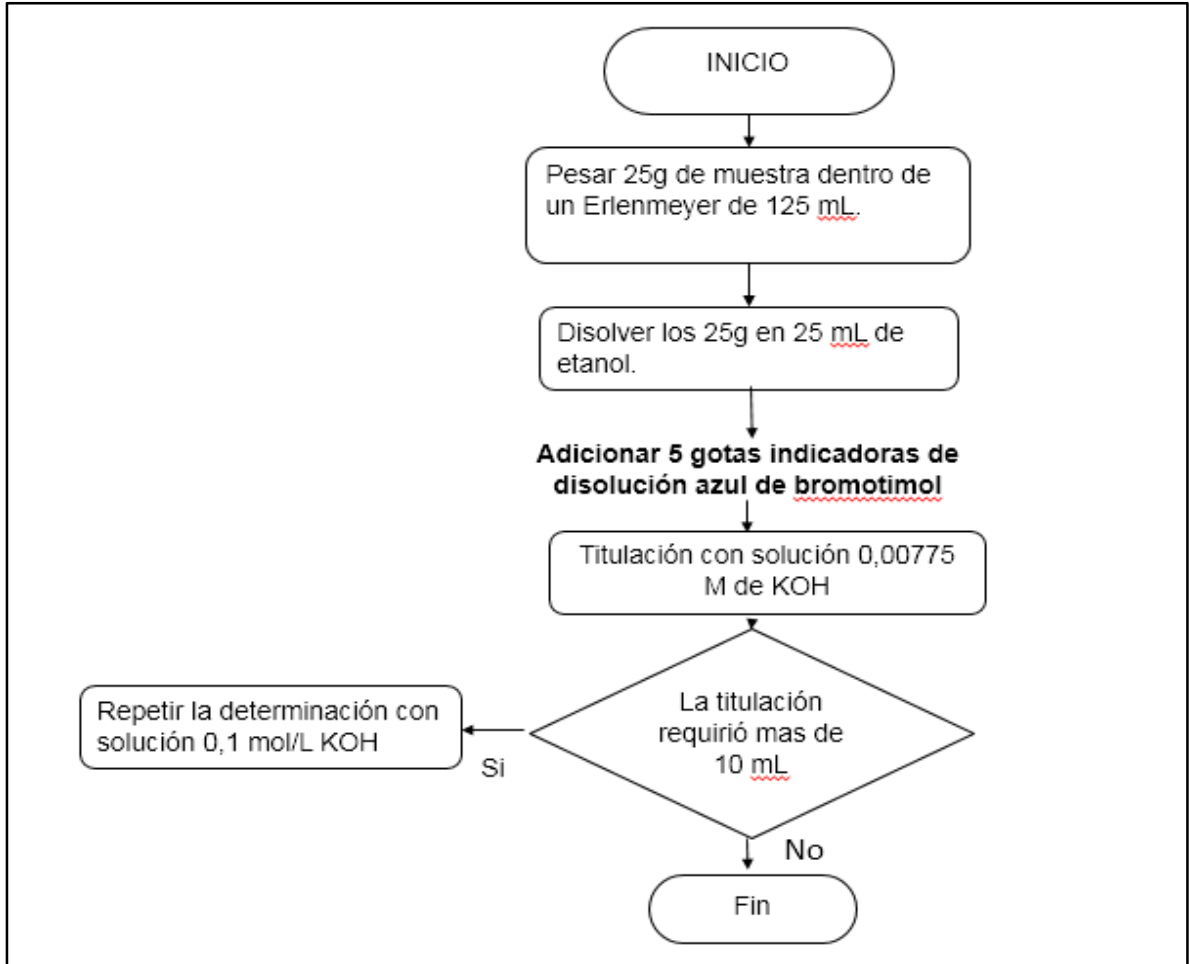 INICIO
Pesar 25g de muestra dentro de
un Erlenmeyer de 125 mL.
Disolver los 25g en 25 mL de
etanol.
Adicionar 5 gotas indicadoras de
disolución azul de bromotimol
Titulación con solución 0,00775
M de KOH
La titulación
requirió mas de
10 mL
Repetir la determinación con
solución 0,1 mol/L KOH
Si
No
Fin